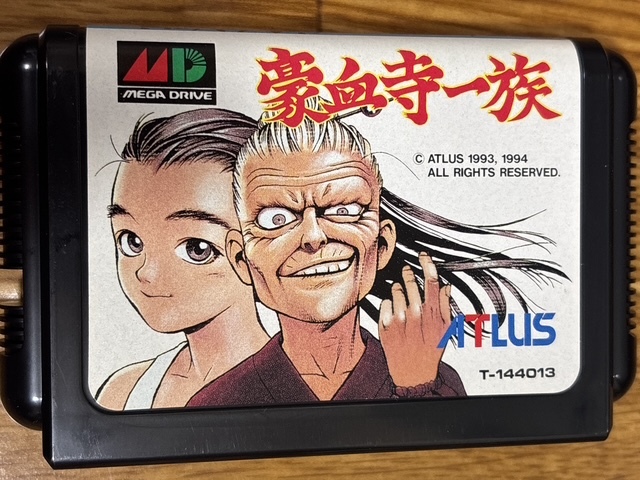 MD
MEGA DRIVE
豪血寺一族
© ATLUS 1993, 1994
ALL RIGHTS RESERVED.
ATLUS
T-144013